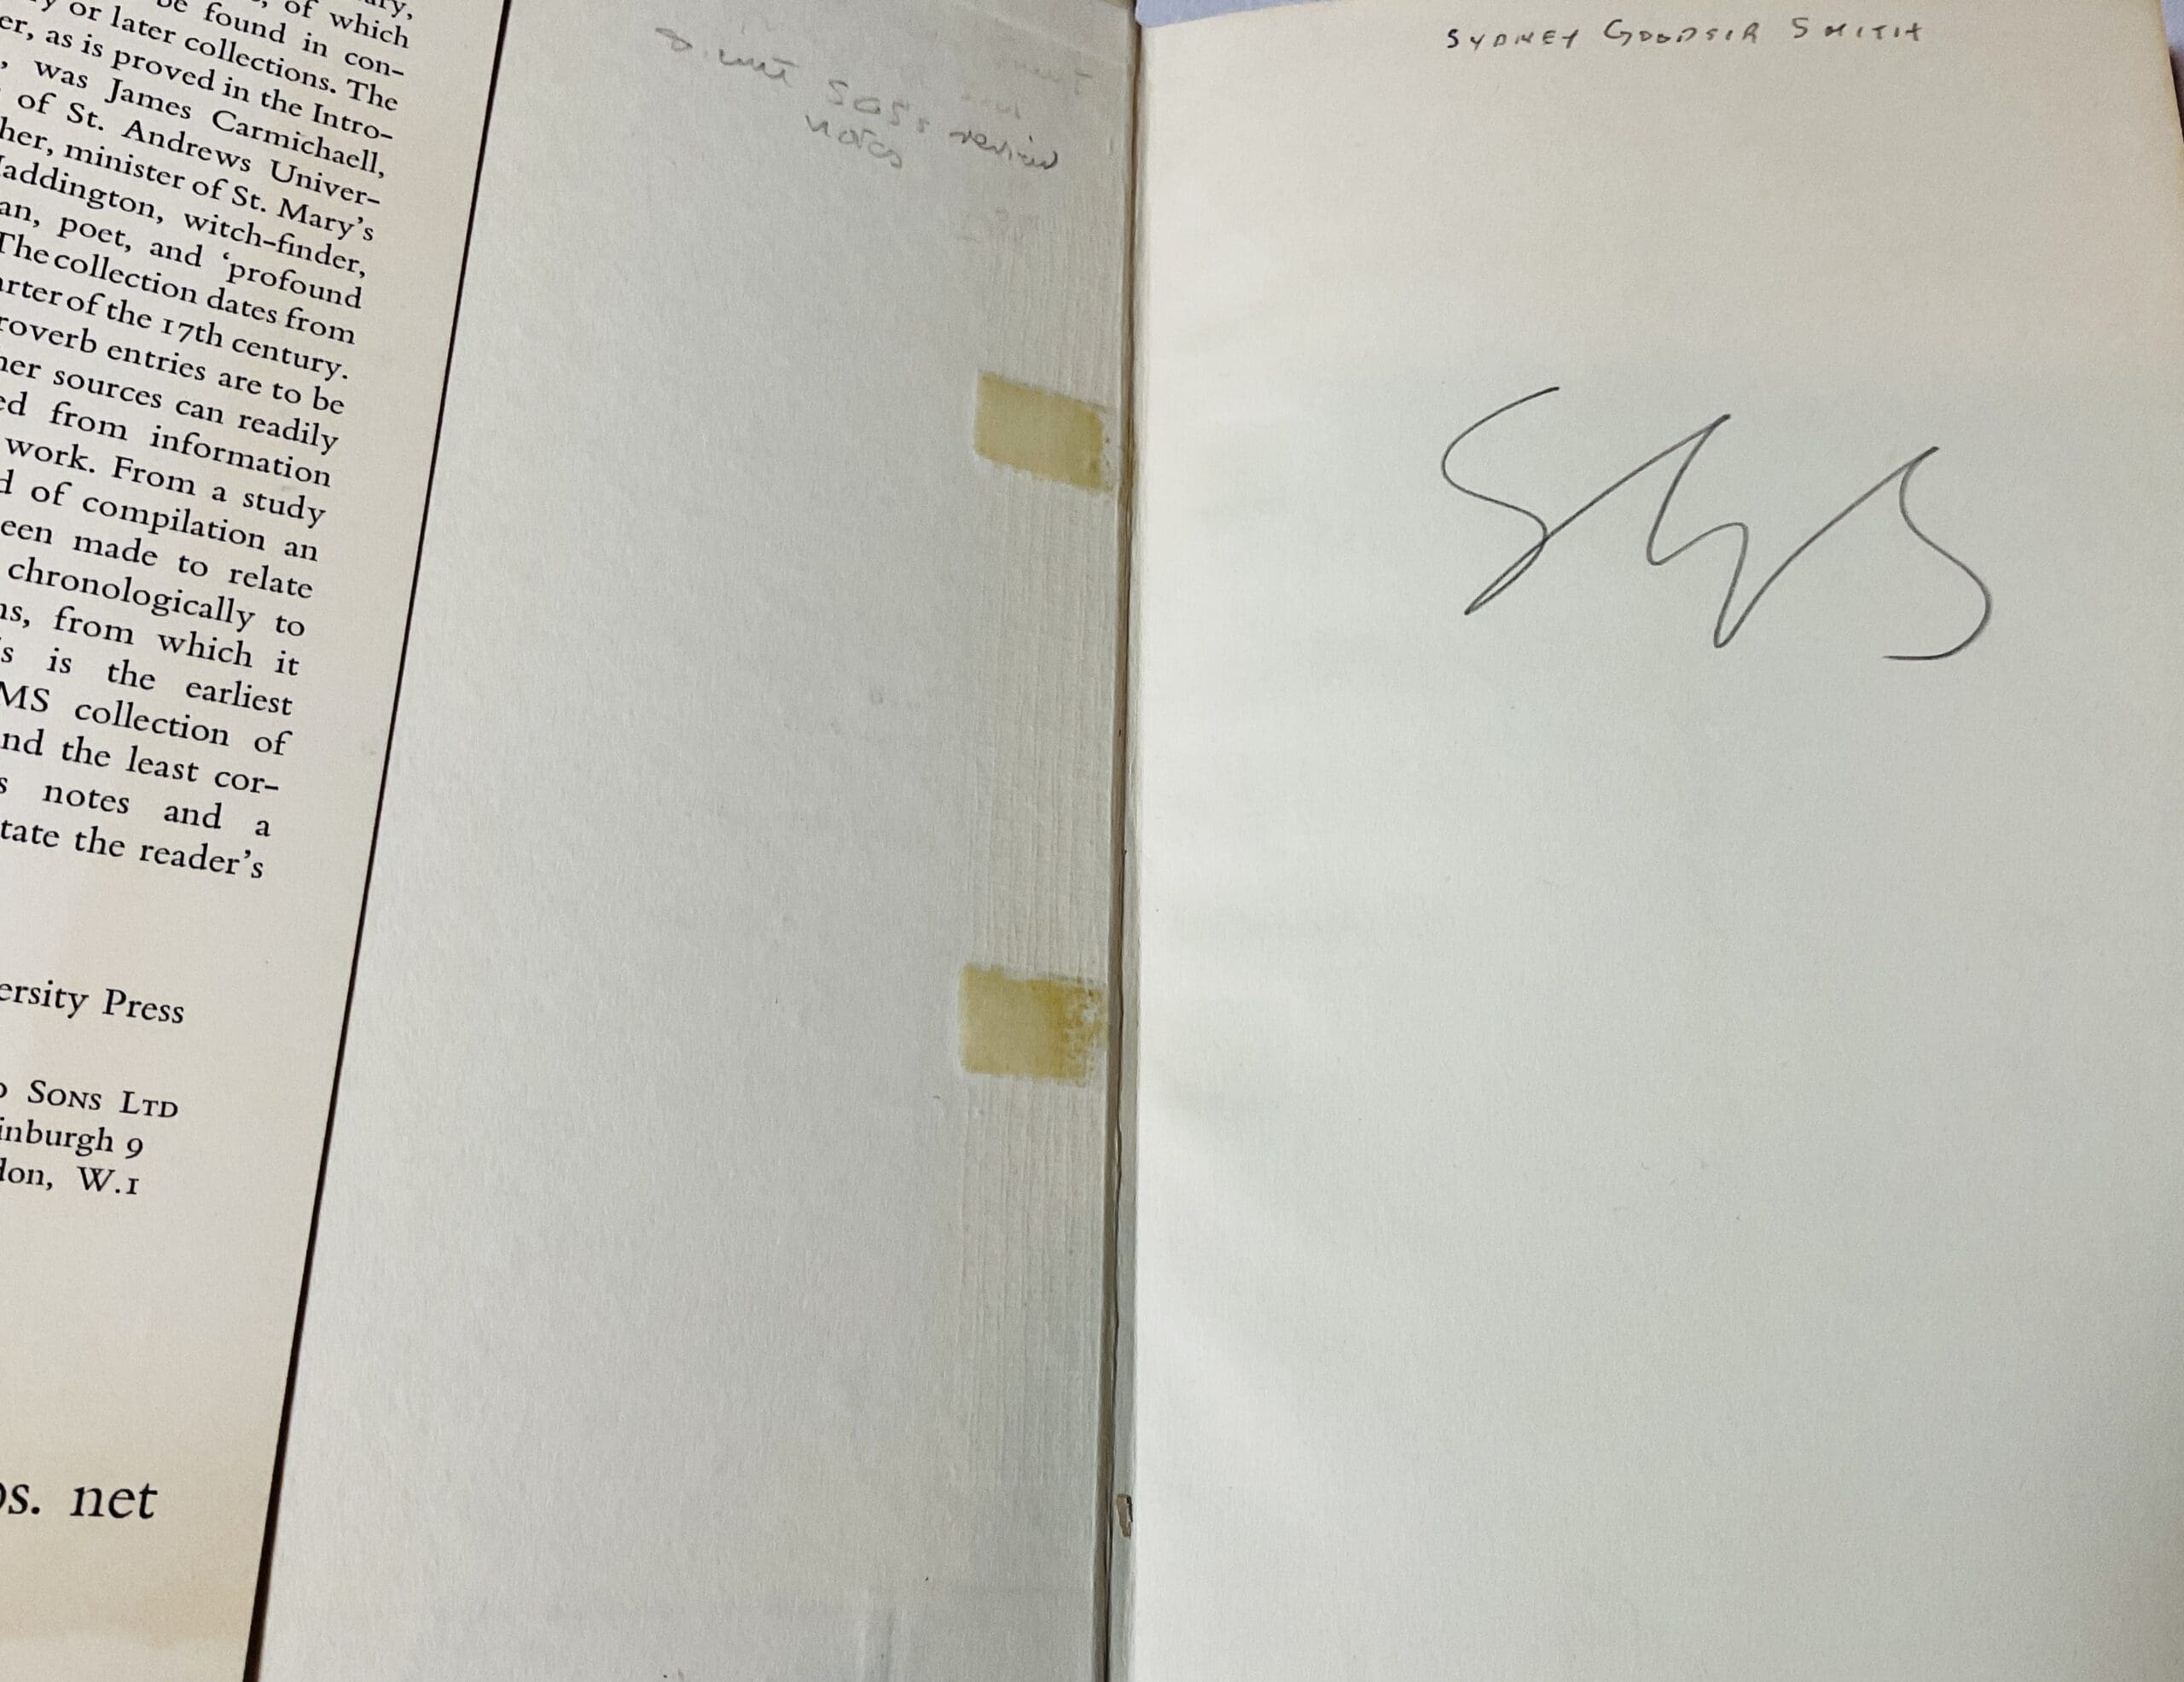 ary,
, of which
be found in con-
y or later collections. The
er, as is proved in the Intro-
, was James Carmichaell,
of St. Andrews Univer-
her, minister of St. Mary's
addington, witch-finder,
an, poet, and 'profound
The collection dates from
arter of the 17th century.
roverb entries are to be
her sources can readily
ed from information
work. From a study
d of compilation an
een made to relate
chronologically to
ns, from which it
's is the earliest
MS collection of
nd the least cor-
s notes and a
tate the reader's
ersity Press
D SONS LTD
inburgh 9
don, W.1
os. net
SGS's review
notes
SYDNEY GOODSIR SMITH
SGS